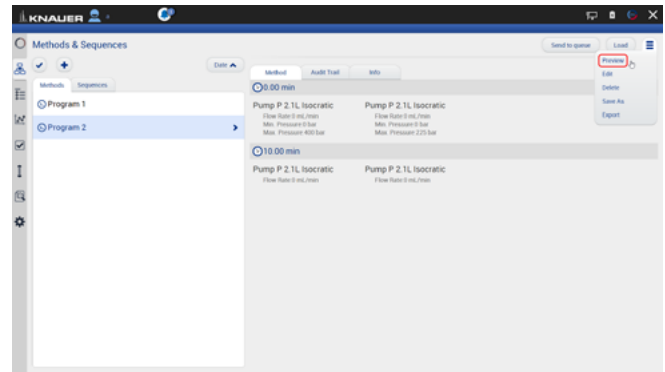 KNAUER
Methods & Sequences
Send to queue
Load
Date
Preview
Edit
Delete
Save As
Export
Methods
Sequences
Program 1
Program 2
Method
Audit Trail
Info
0.00 min
Pump P 2.1L Isocratic
Flow Rate:0 mL/min
Min. Pressure 0 bar
Max. Pressure 400 bar
Pump P 2.1L Isocratic
Flow Rate:0 mL/min
Min. Pressure 0 bar
Max. Pressure 225 bar
10.00 min
Pump P 2.1L Isocratic
Flow Rate:0 mL/min
Pump P 2.1L Isocratic
Flow Rate:0 mL/min